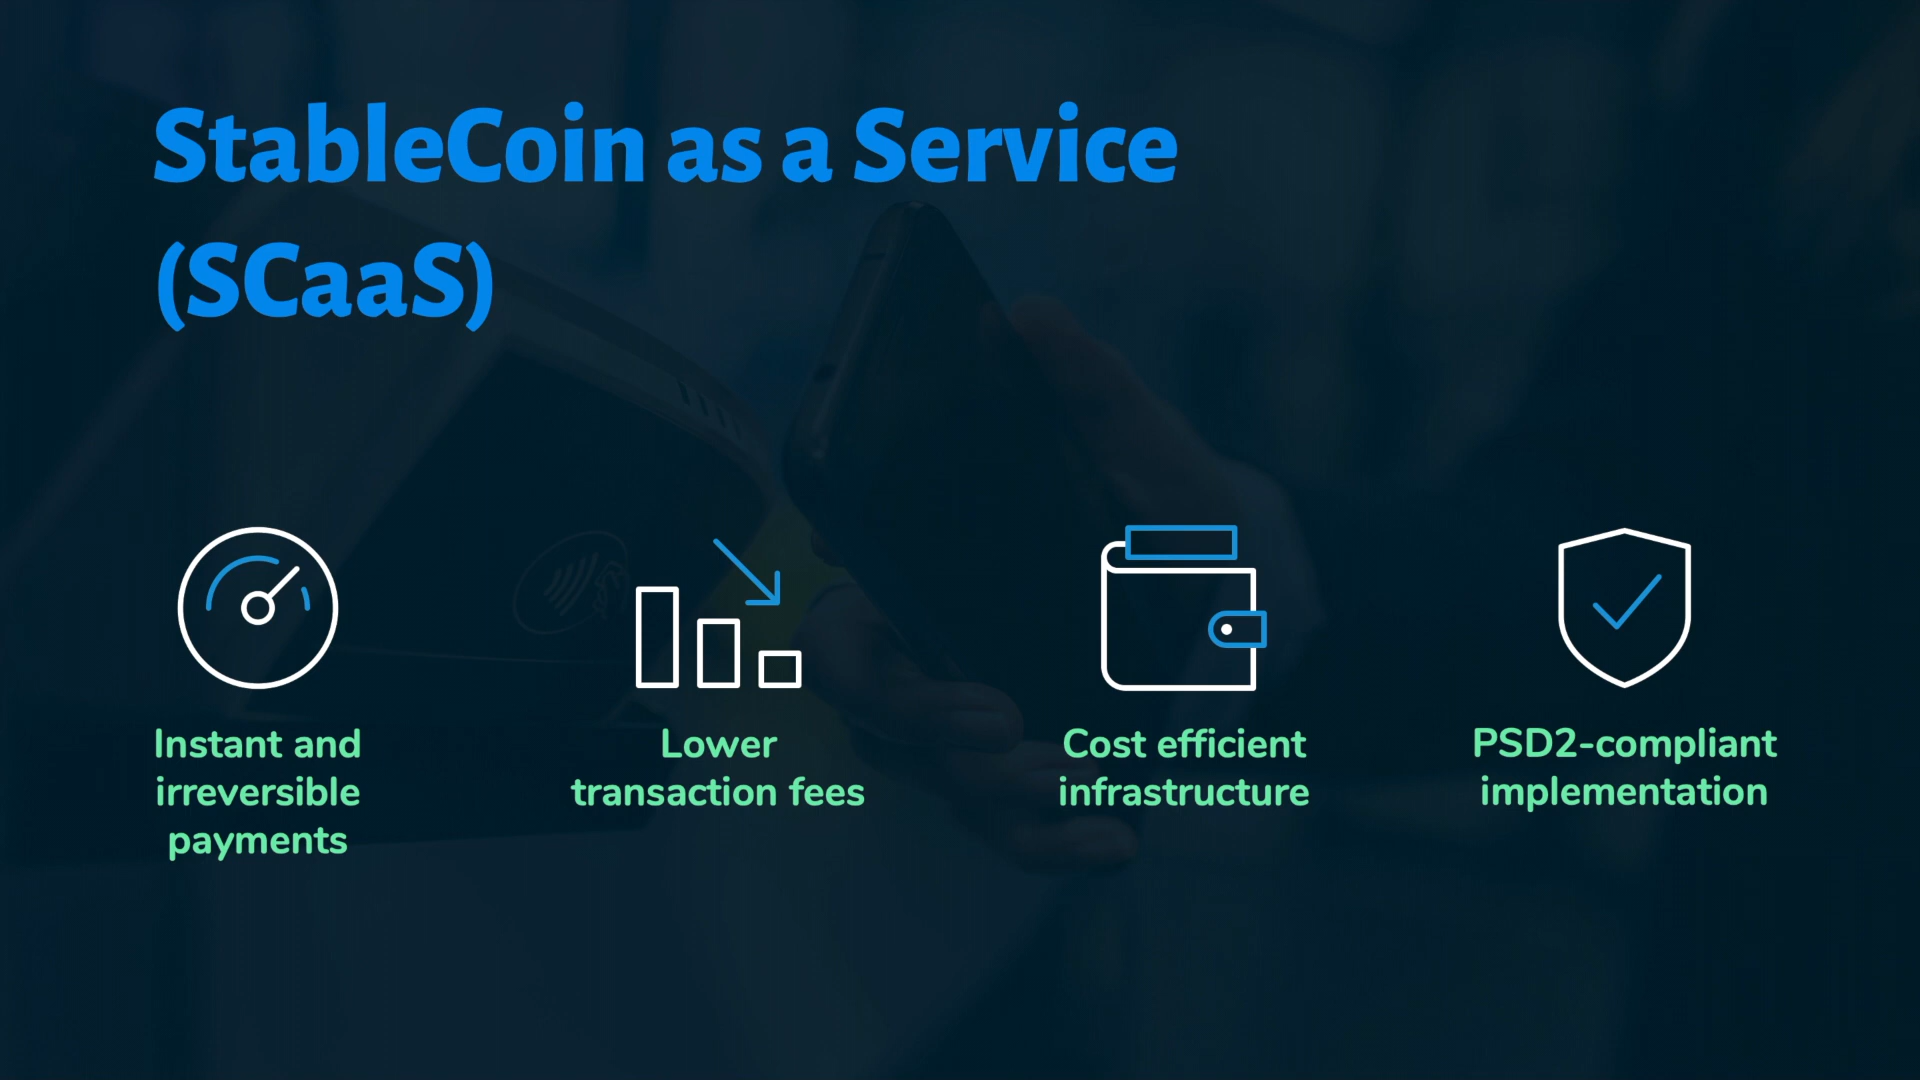 StableCoin as a Service
(SCaaS)
Instant and
irreversible
payments
Lower
transaction fees
Cost efficient
infrastructure
PSD2-compliant
implementation